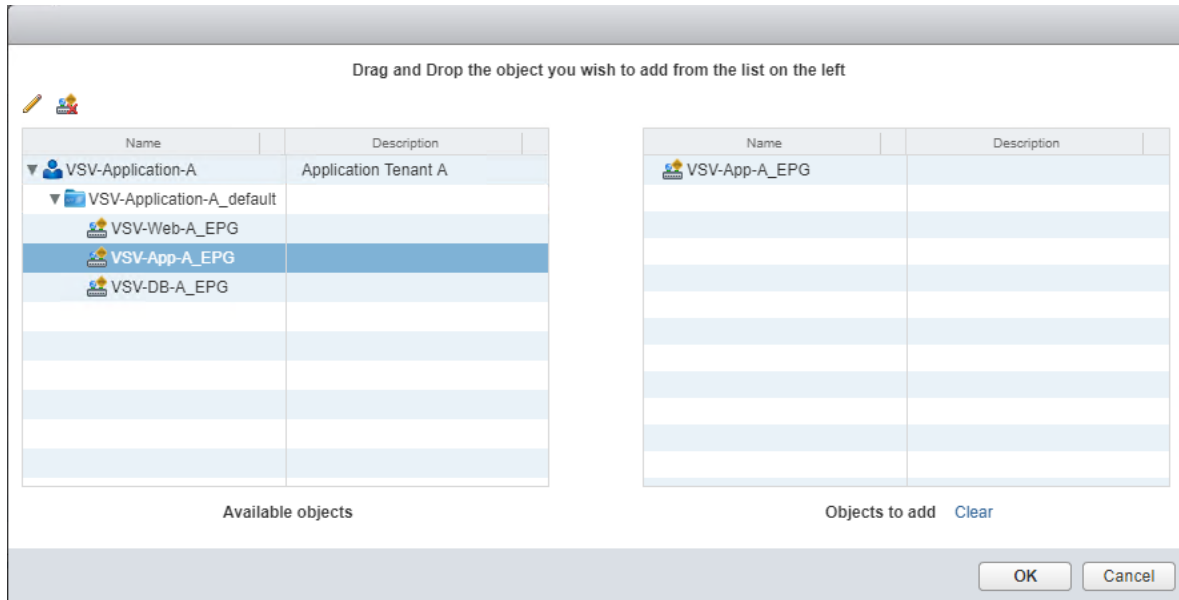 Drag and Drop the object you wish to add from the list on the left
Name Description
VSV-Application-A Application Tenant A
VSV-Application-A_default
VSV-Web-A_EPG
VSV-App-A_EPG
VSV-DB-A_EPG
Available objects
Name Description
VSV-App-A_EPG
Objects to add Clear
OK Cancel